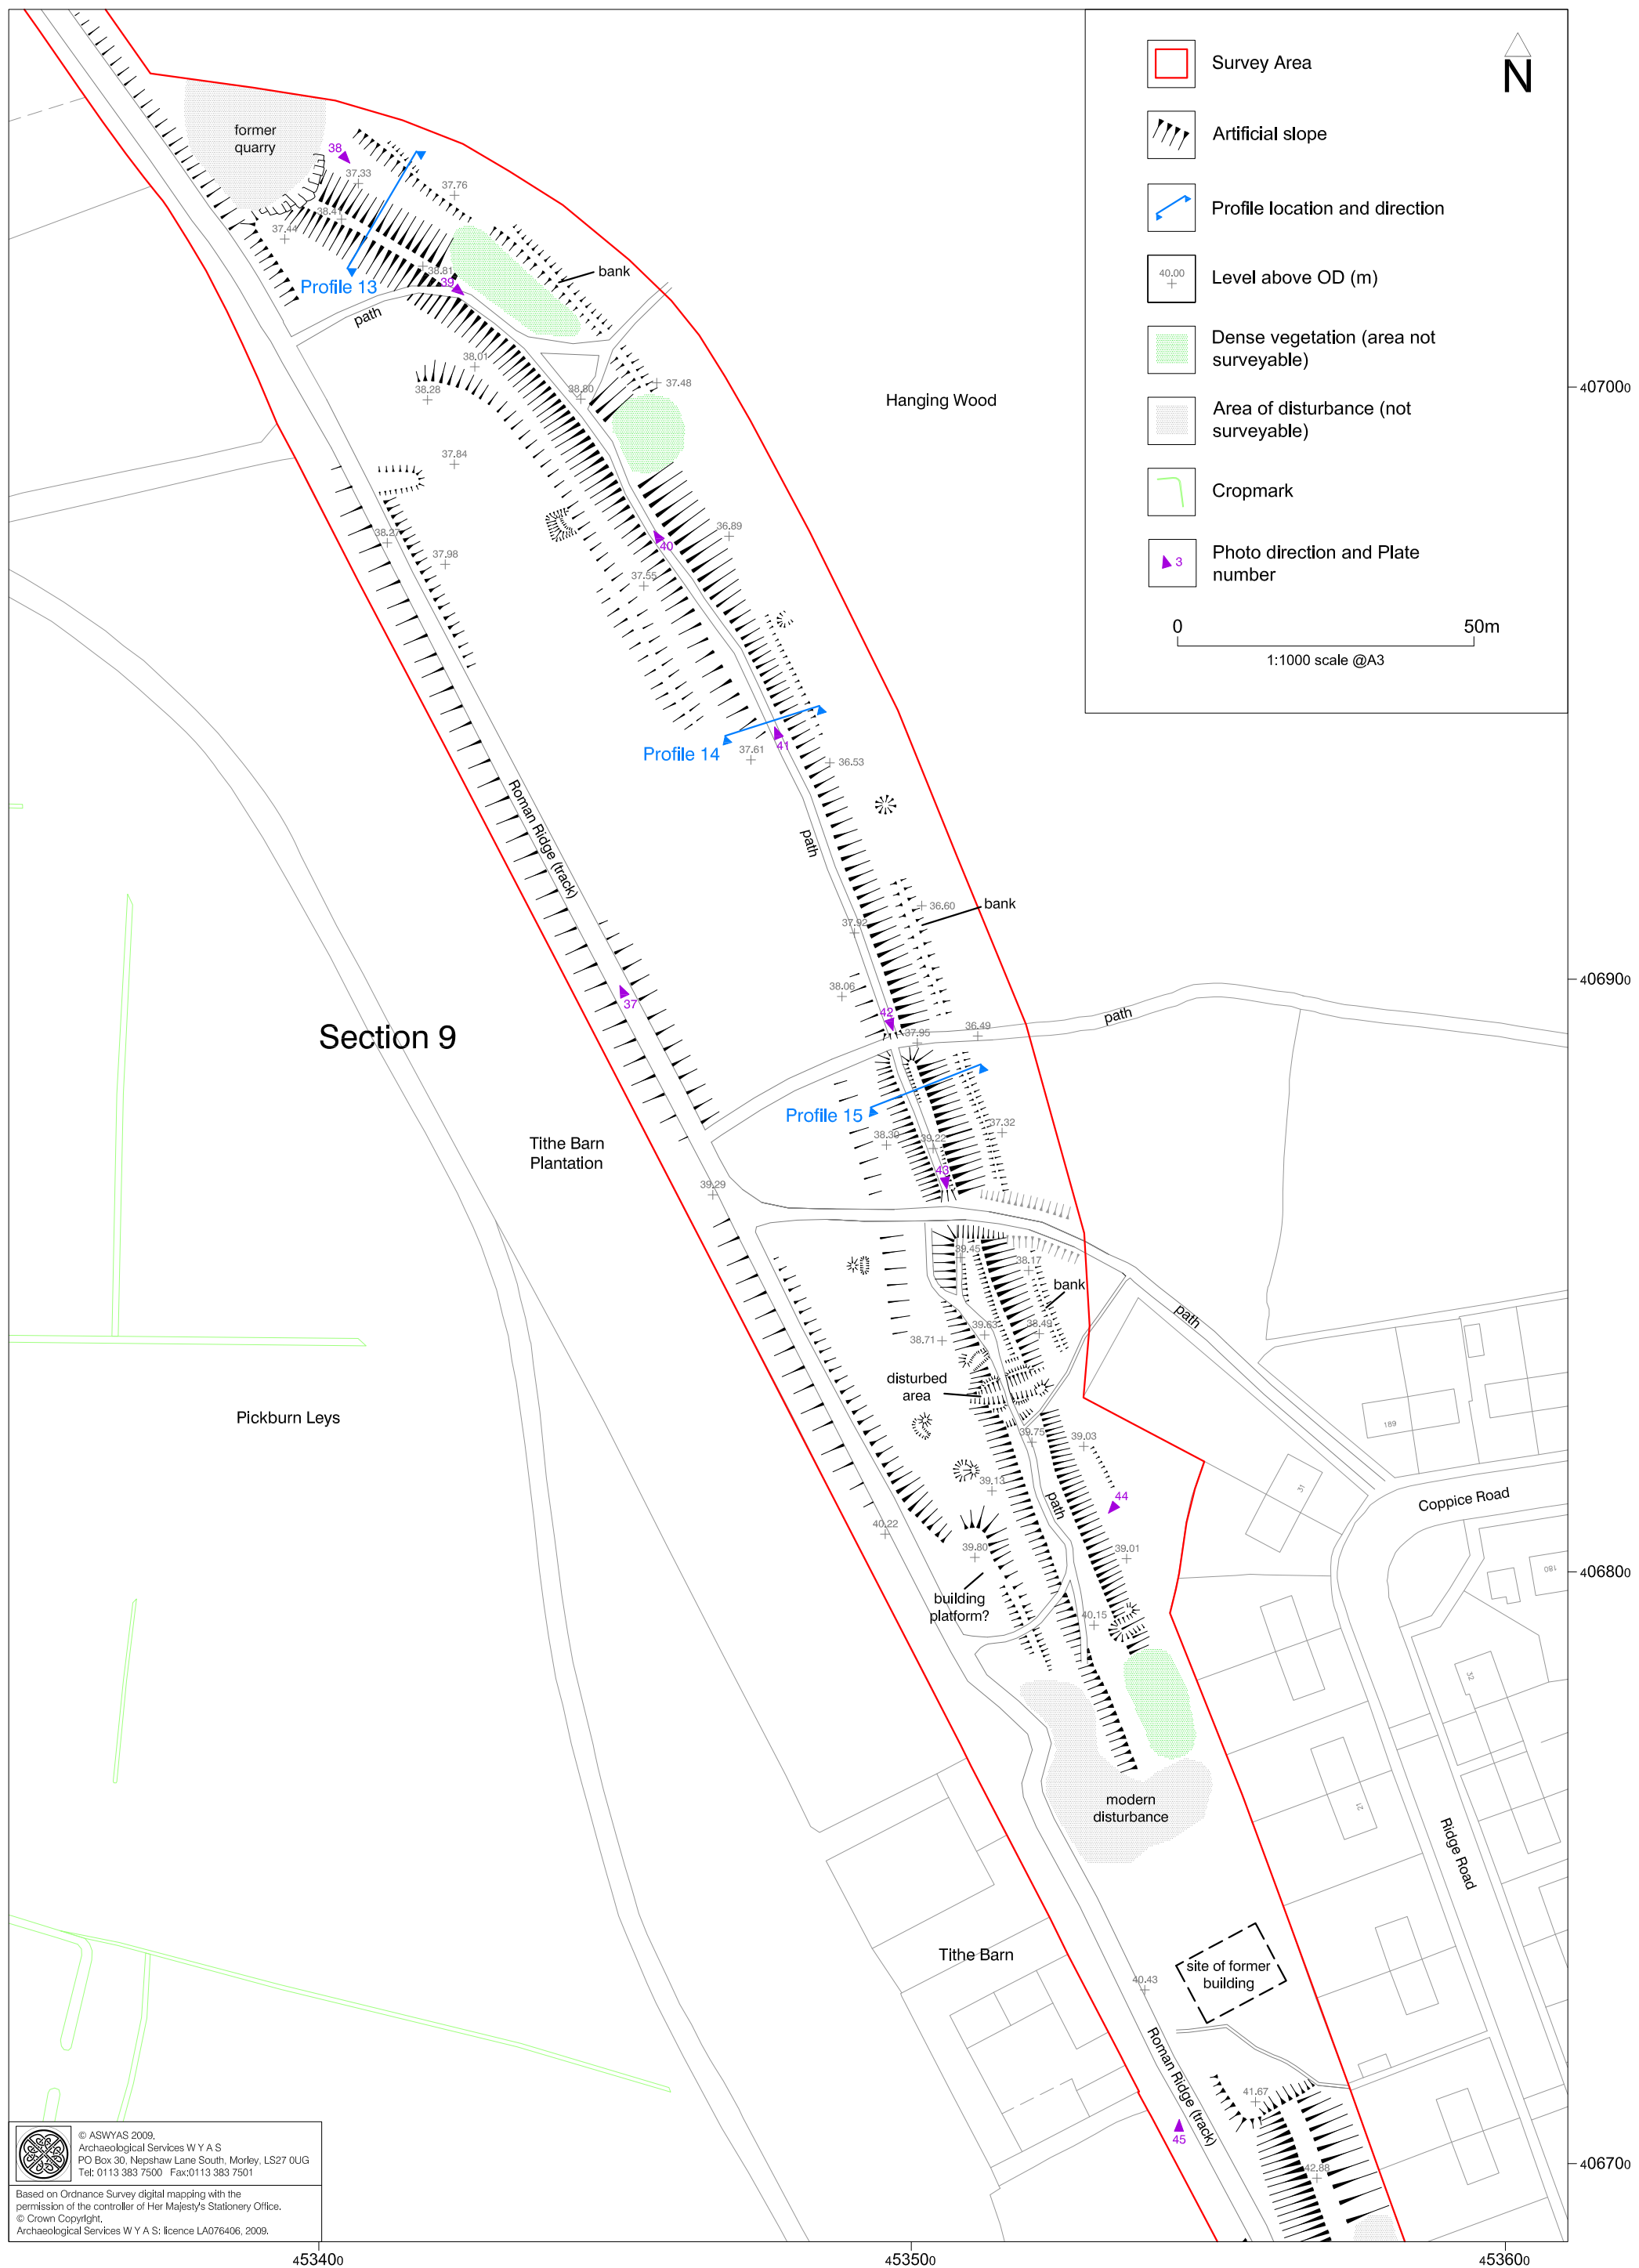 Survey Area
N
Artificial slope
Profile location and direction
40.00
Level above OD (m)
Dense vegetation (area not
surveyable)
Area of disturbance (not
surveyable)
Cropmark
3
Photo direction and Plate
number
0
50m
1:1000 scale @A3
former
quarry
38
37.33
37.76
38.41
37.44
38.81
39
bank
Profile 13
path
38.01
38.28
38.80
37.48
Hanging Wood
407000
37.84
38.27
37.98
36.89
40
37.55
Profile 14
41
37.61
36.53
Roman Ridge (track)
path
36.60
bank
37.92
38.06
406900
37
42
37.95
36.49
path
Section 9
Profile 15
37.32
38.30
39.22
Tithe Barn
Plantation
43
39.29
39.45
38.17
bank
path
39.63
38.49
38.71
disturbed
area
Pickburn Leys
39.75
39.03
189
39.13
44
path
31
Coppice Road
40.22
39.80
39.01
180
406800
building
platform?
40.15
32
modern
disturbance
21
Ridge Road
Tithe Barn
site of former
building
40.43
Roman Ridge (track)
41.67
45
42.88
406700
© ASWYAS 2009.
Archaeological Services W Y A S
PO Box 30, Nepshaw Lane South, Morley, LS27 0UG
Tel: 0113 383 7500 Fax:0113 383 7501
Based on Ordnance Survey digital mapping with the
permission of the controller of Her Majesty's Stationery Office.
© Crown Copyright.
Archaeological Services W Y A S: licence LA076406, 2009.
453400
453500
453600